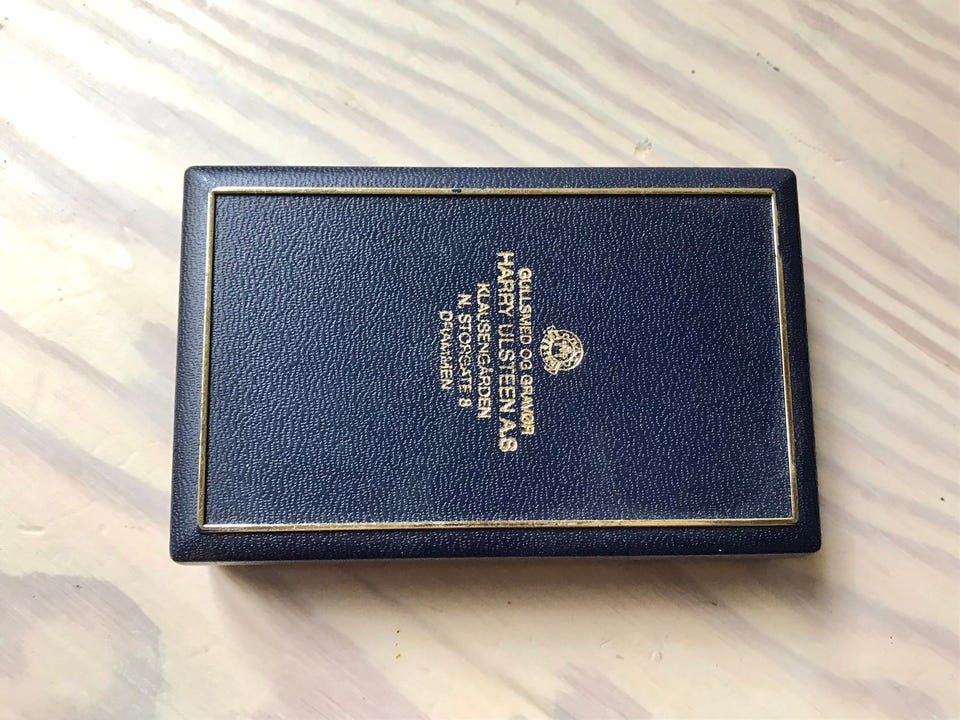 GULLSMED OG GRAVØR
HARRY ULSTEEN A.S
KLAUSENGÅRDEN
N. STORGATE 8
DRAMMEN